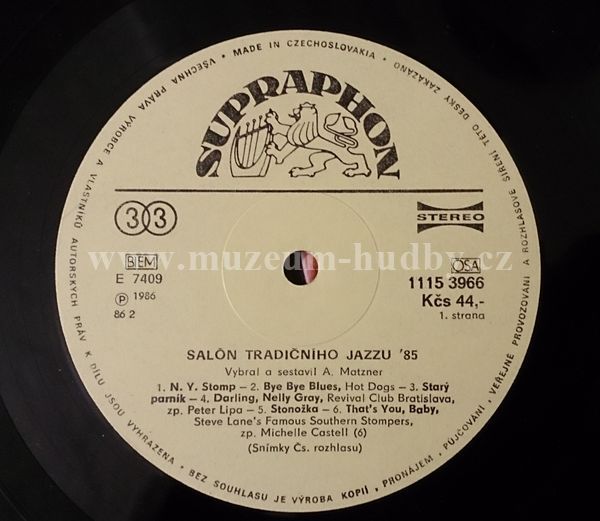 VŠECHNA PRÁVA VÝROBCE A VLASTNÍKŮ AUTORSKÝCH PRÁV K DÍLU JSOU VYHRAZENA • BEZ SOUHLASU JE VÝROBA KOPIÍ, PRONÁJEM, PŮJČOVÁNÍ, VEŘEJNÉ PROVOZOVÁNÍ A ROZHLASOVÉ ŠÍŘENÍ TÉTO DESKY ZAKÁZÁNO • MADE IN CZECHOSLOVAKIA •
SUPRAPHON
33
STEREO
www.muzeum-hudby.cz
BEM
E 7409
Ⓟ 1986
86 2
OSA
1115 3966
Kčs 44,-
1. strana
SALÓN TRADIČNÍHO JAZZU '85
Vybral a sestavil A. Matzner
1. N. Y. Stomp – 2. Bye Bye Blues, Hot Dogs – 3. Starý
parník – 4. Darling, Nelly Gray, Revival Club Bratislava,
zp. Peter Lipa – 5. Stonožka – 6. That's You, Baby,
Steve Lane's Famous Southern Stompers,
zp. Michelle Castell (6)
(Snímky Čs. rozhlasu)